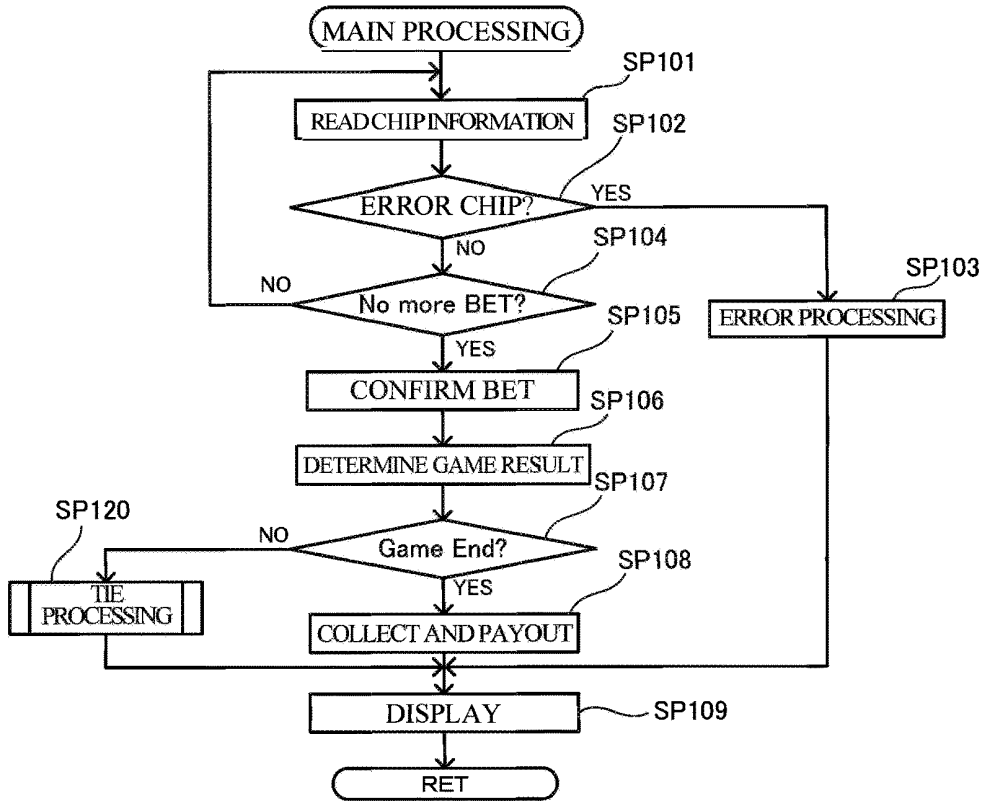 MAIN PROCESSING
SP101
READ CHIP INFORMATION
SP102
ERROR CHIP?
YES
NO
SP104
SP103
NO
No more BET?
ERROR PROCESSING
SP105
YES
CONFIRM BET
SP106
DETERMINE GAME RESULT
SP107
SP120
NO
Game End?
SP108
YES
TIE
PROCESSING
COLLECT AND PAYOUT
DISPLAY
SP109
RET